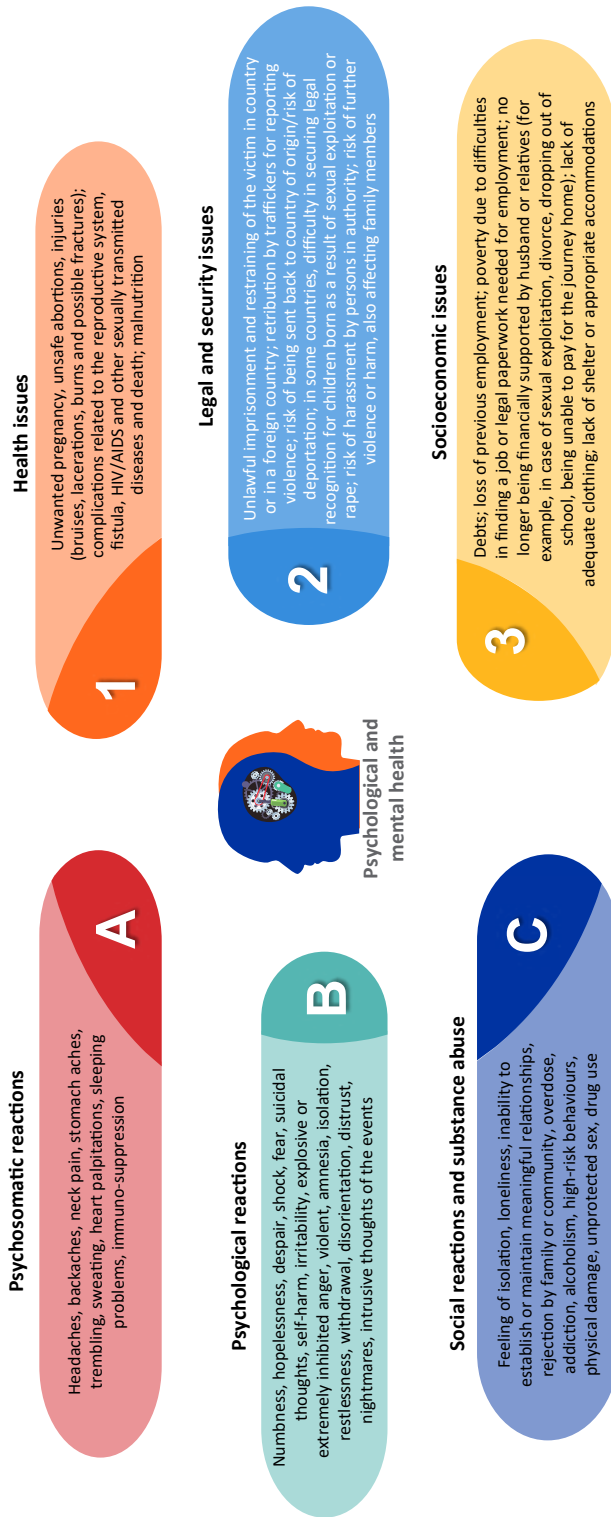 Psychosomatic reactions
A
Headaches, backaches, neck pain, stomach aches,
trembling, sweating, heart palpitations, sleeping
problems, immuno-suppression
Psychological reactions
B
Numbness, hopelessness, despair, shock, fear, suicidal
thoughts, self-harm, irritability, explosive or
extremely inhibited anger, violent, amnesia, isolation,
restlessness, withdrawal, disorientation, distrust,
nightmares, intrusive thoughts of the events
Social reactions and substance abuse
C
Feeling of isolation, loneliness, inability to
establish or maintain meaningful relationships,
rejection by family or community, overdose,
addiction, alcoholism, high-risk behaviours,
physical damage, unprotected sex, drug use
Psychological and
mental health
Health issues
1
Unwanted pregnancy, unsafe abortions, injuries
(bruises, lacerations, burns and possible fractures);
complications related to the reproductive system,
fistula, HIV/AIDS and other sexually transmitted
diseases and death; malnutrition
Legal and security issues
2
Unlawful imprisonment and restraining of the victim in country
or in a foreign country; retribution by traffickers for reporting
violence; risk of being sent back to country of origin/risk of
deportation; in some countries, difficulty in securing legal
recognition for children born as a result of sexual exploitation or
rape; risk of harassment by persons in authority; risk of further
violence or harm, also affecting family members
Socioeconomic issues
3
Debts; loss of previous employment; poverty due to difficulties
in finding a job or legal paperwork needed for employment; no
longer being financially supported by husband or relatives (for
example, in case of sexual exploitation, divorce, dropping out of
school, being unable to pay for the journey home); lack of
adequate clothing; lack of shelter or appropriate accommodations